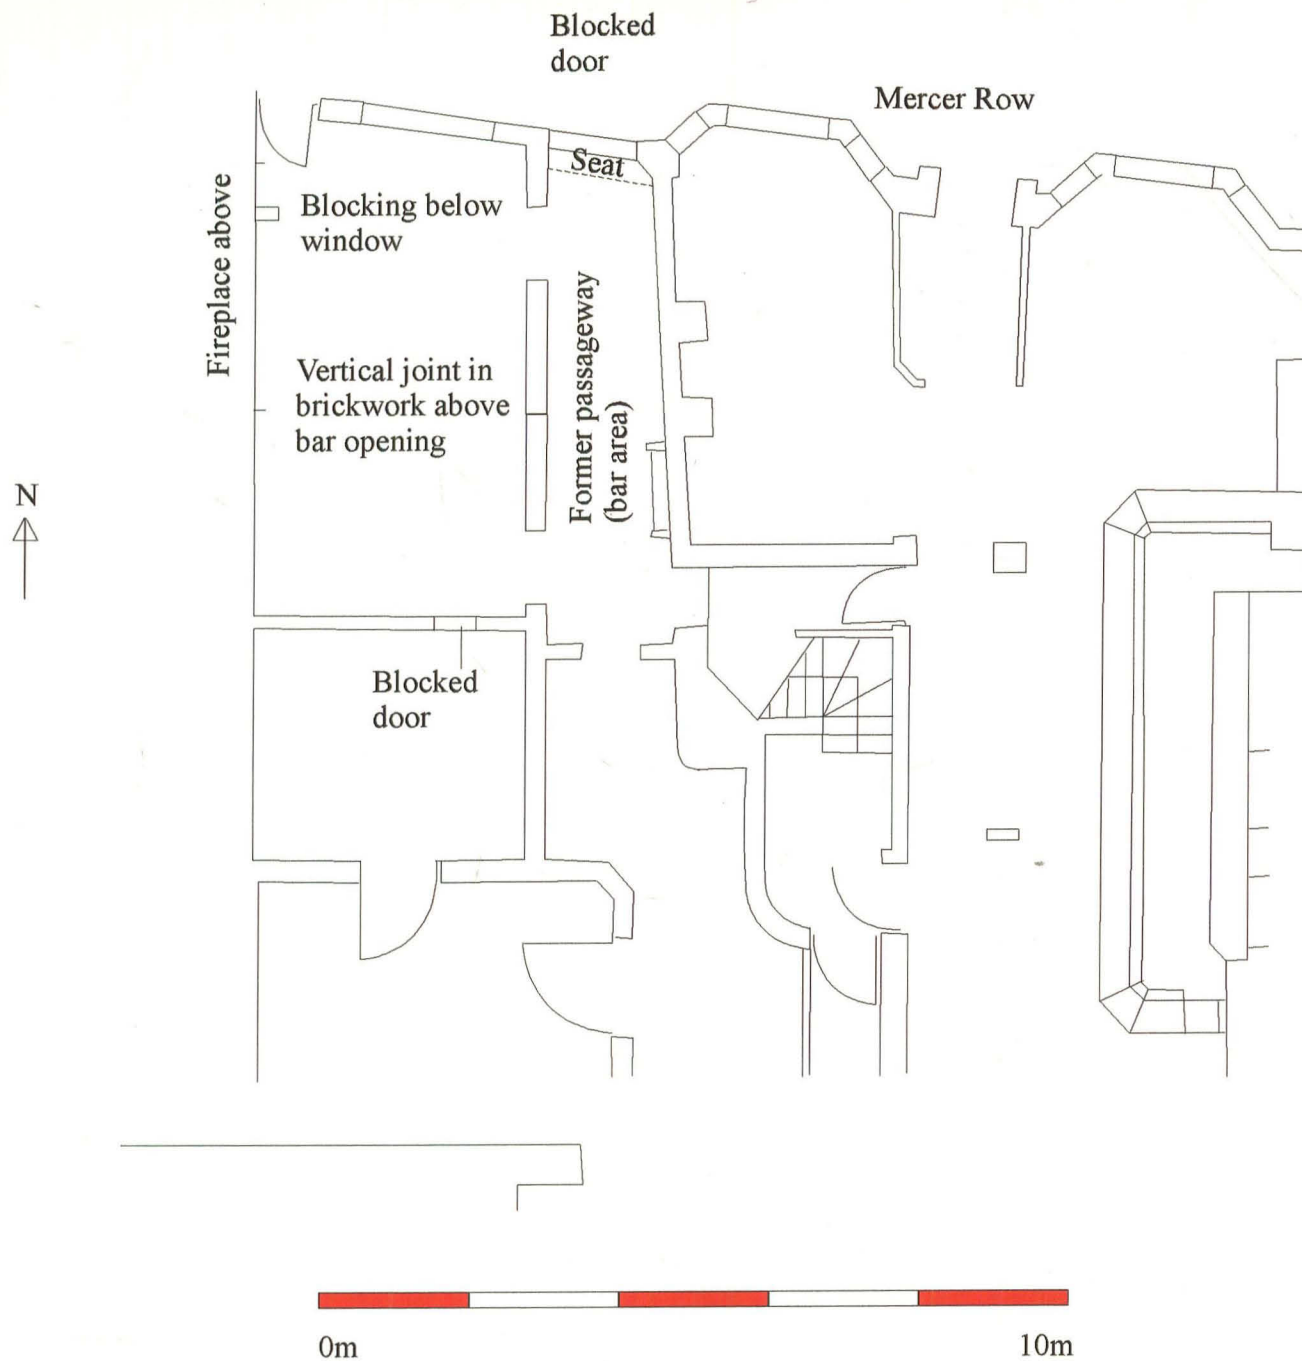 Blocked
door
Mercer Row
Seat
Fireplace above
Blocking below
window
Former passageway
(bar area)
Vertical joint in
brickwork above
bar opening
N
Blocked
door
0m
10m